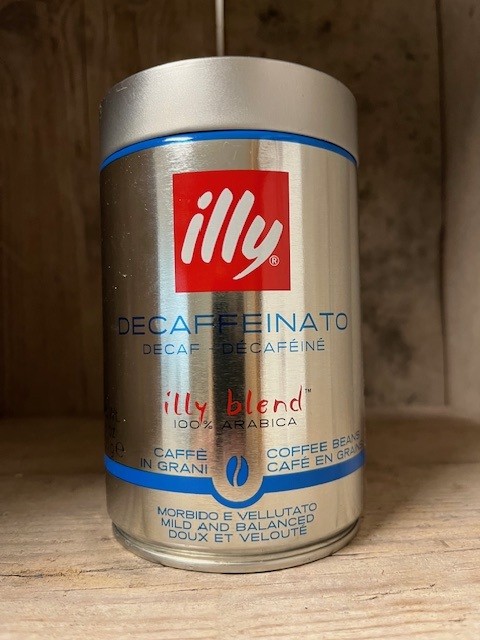 illy®
DECAFFEINATO
DECAF - DÉCAFÉINÉ
illy blend™
100% ARABICA
CAFFÈ
IN GRANI
COFFEE BEANS
CAFÉ EN GRAINS
MORBIDO E VELLUTATO
MILD AND BALANCED
DOUX ET VELOUTÉ